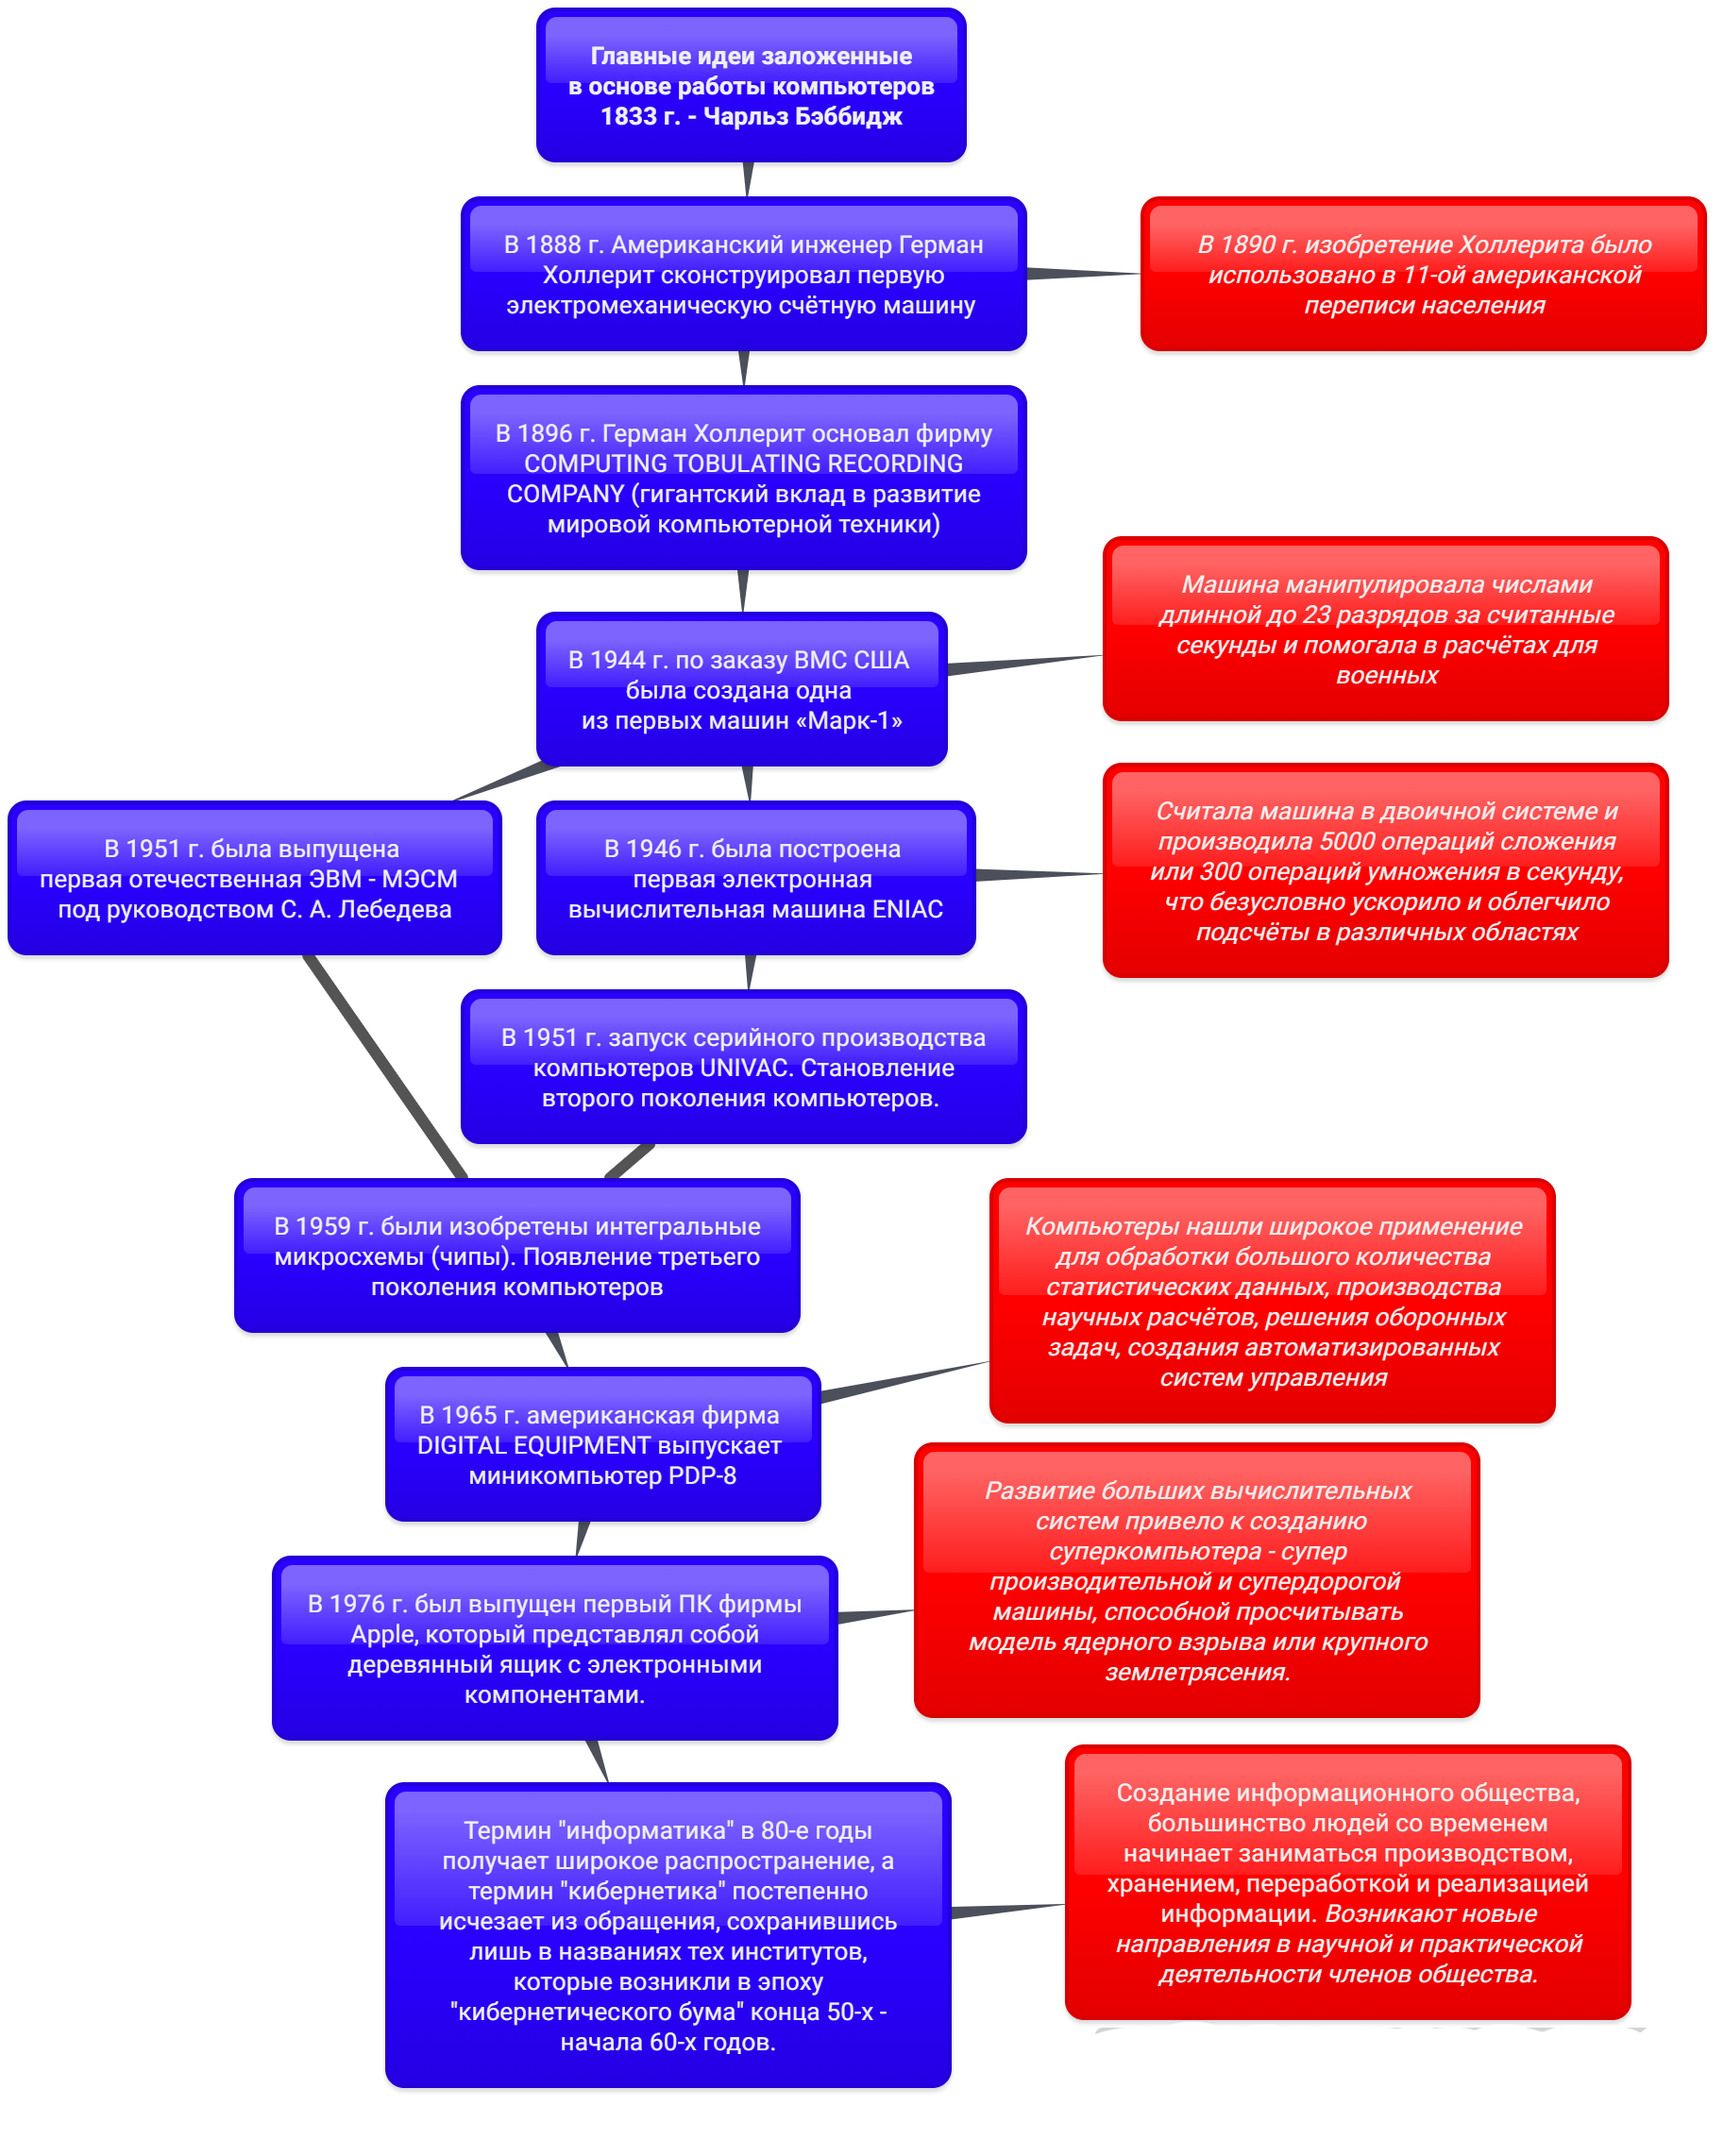 Главные идеи заложенные
в основе работы компьютеров
1833 г. - Чарльз Бэббидж
В 1888 г. Американский инженер Герман
Холлерит сконструировал первую
электромеханическую счётную машину
В 1890 г. изобретение Холлерита было
использовано в 11-ой американской
переписи населения
В 1896 г. Герман Холлерит основал фирму
COMPUTING TOBULATING RECORDING
COMPANY (гигантский вклад в развитие
мировой компьютерной техники)
В 1944 г. по заказу ВМС США
была создана одна
из первых машин «Марк-1»
Машина манипулировала числами
длинной до 23 разрядов за считанные
секунды и помогала в расчётах для
военных
В 1951 г. была выпущена
первая отечественная ЭВМ - МЭСМ
под руководством С. А. Лебедева
В 1946 г. была построена
первая электронная
вычислительная машина ENIAC
Считала машина в двоичной системе и
производила 5000 операций сложения
или 300 операций умножения в секунду,
что безусловно ускорило и облегчило
подсчёты в различных областях
В 1951 г. запуск серийного производства
компьютеров UNIVAC. Становление
второго поколения компьютеров.
В 1959 г. были изобретены интегральные
микросхемы (чипы). Появление третьего
поколения компьютеров
Компьютеры нашли широкое применение
для обработки большого количества
статистических данных, производства
научных расчётов, решения оборонных
задач, создания автоматизированных
систем управления
В 1965 г. американская фирма
DIGITAL EQUIPMENT выпускает
миникомпьютер PDP-8
Развитие больших вычислительных
систем привело к созданию
суперкомпьютера - супер
производительной и супердорогой
машины, способной просчитывать
модель ядерного взрыва или крупного
землетрясения.
В 1976 г. был выпущен первый ПК фирмы
Apple, который представлял собой
деревянный ящик с электронными
компонентами.
Термин "информатика" в 80-е годы
получает широкое распространение, а
термин "кибернетика" постепенно
исчезает из обращения, сохранившись
лишь в названиях тех институтов,
которые возникли в эпоху
"кибернетического бума" конца 50-х -
начала 60-х годов.
Создание информационного общества,
большинство людей со временем
начинает заниматься производством,
хранением, переработкой и реализацией
информации. Возникают новые
направления в научной и практической
деятельности членов общества.